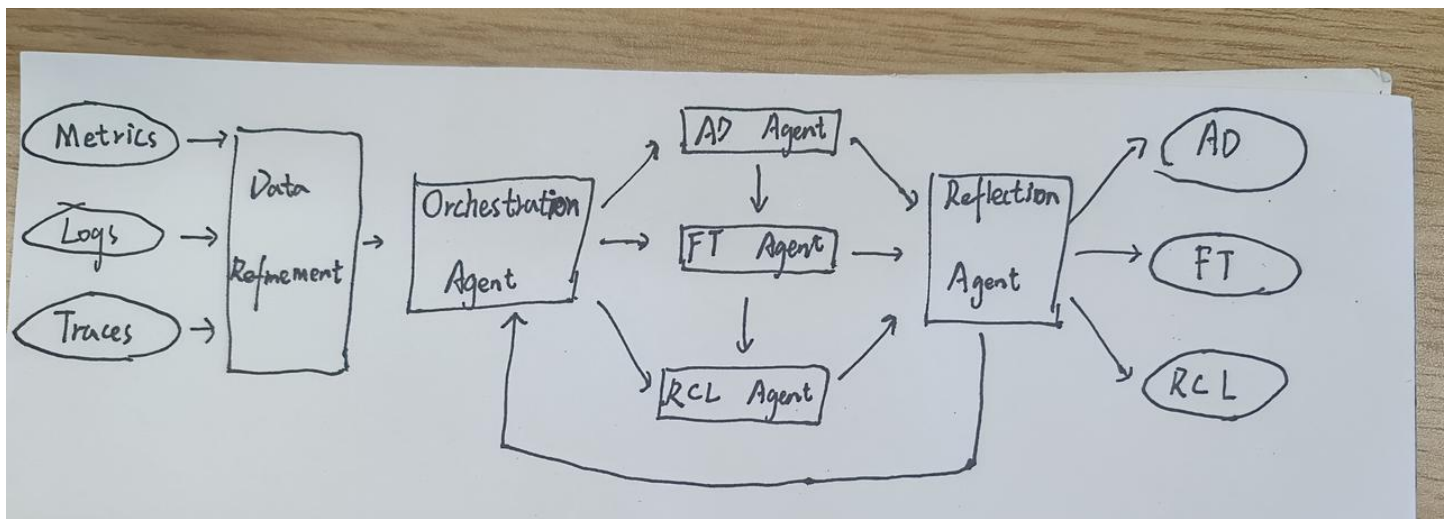 Metrics
Logs
Traces
Data
Refinement
Orchestration
Agent
AD Agent
FT Agent
RCL Agent
Reflection
Agent
AD
FT
RCL